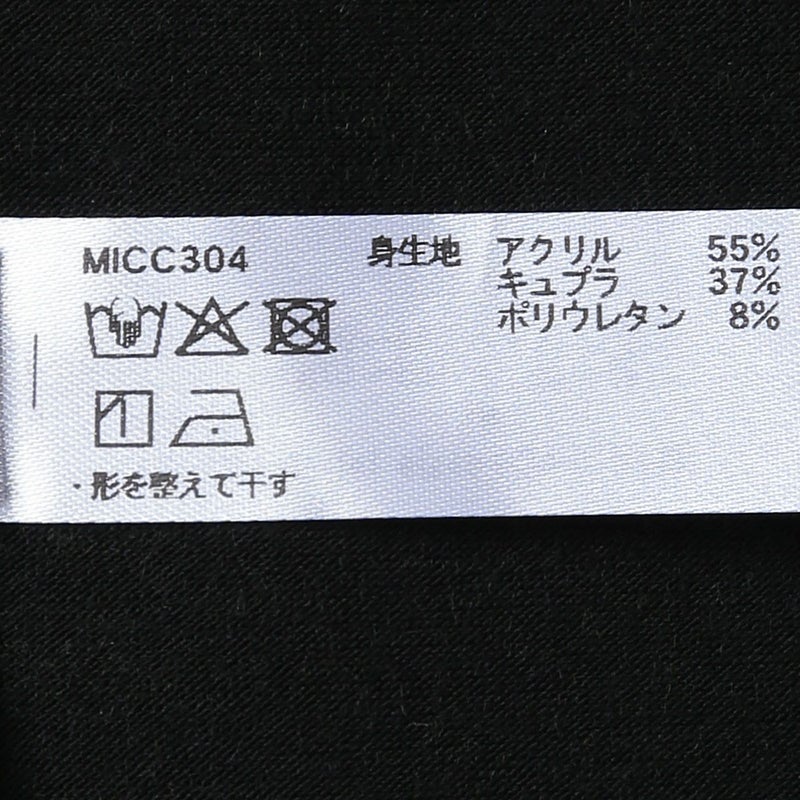 MICC304
身生地 アクリル 55%
キュプラ 37%
ポリウレタン 8%
・形を整えて干す